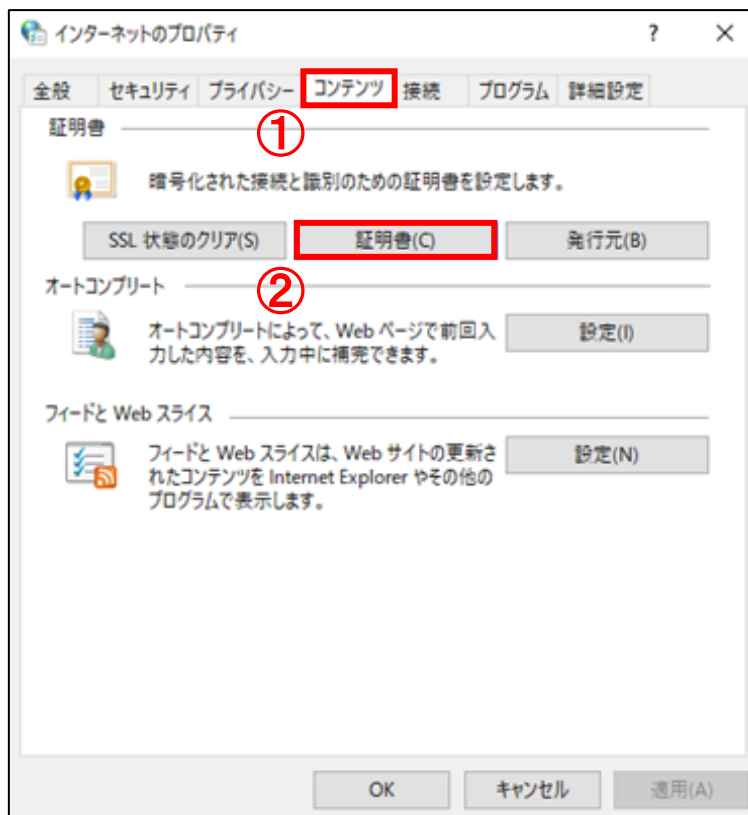 インターネットのプロパティ ? ×
全般 セキュリティ プライバシー コンテンツ 接続 プログラム 詳細設定
証明書
①
暗号化された接続と識別のための証明書を設定します。
SSL 状態のクリア(S) 証明書(C) 発行元(B)
オートコンプリート
②
オートコンプリートによって、Web ページで前回入
力した内容を、入力中に補完できます。
設定(I)
フィードと Web スライス
フィードと Web スライスは、Web サイトの更新さ
れたコンテンツを Internet Explorer やその他の
プログラムで表示します。
設定(N)
OK キャンセル 適用(A)